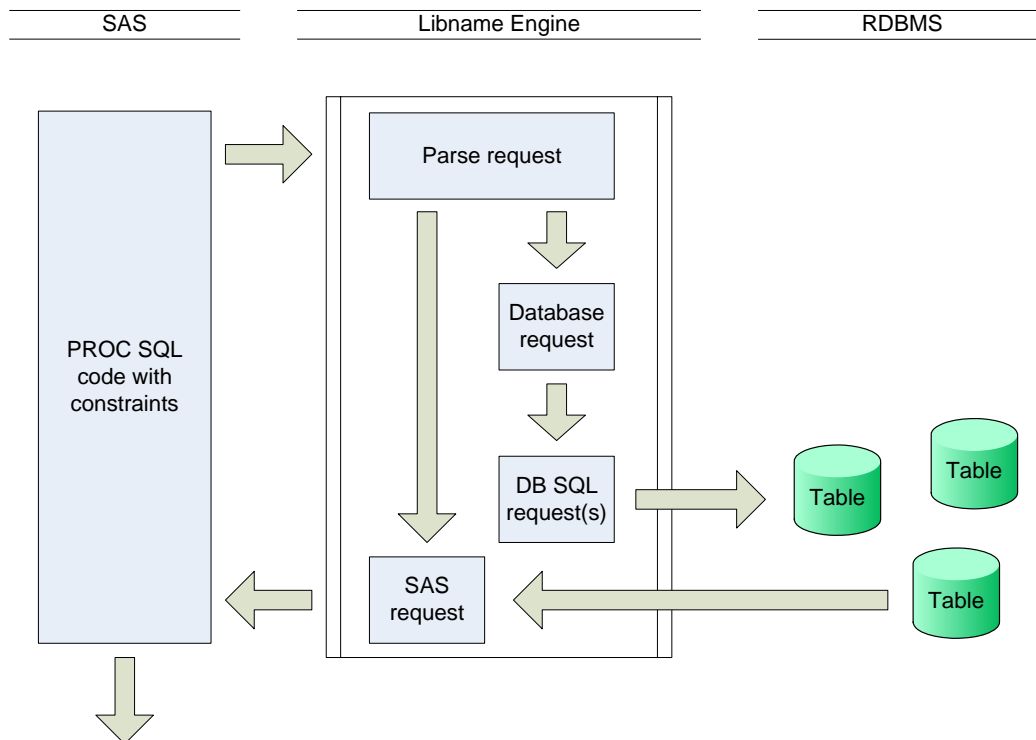 SAS
Libname Engine
RDBMS
Parse request
PROC SQL
code with
constraints
Database
request
DB SQL
request(s)
SAS
request
Table
Table
Table